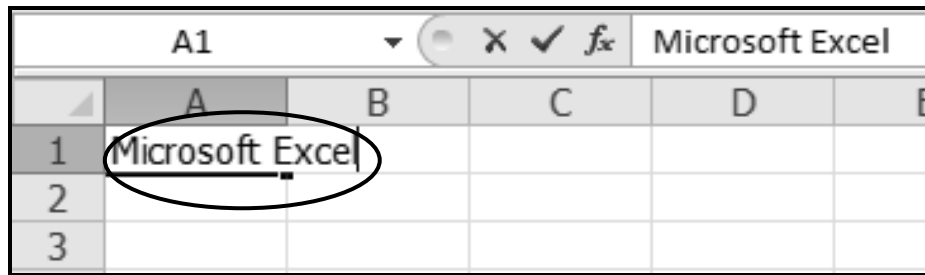 A1 fx Microsoft Excel
A B C D E
1 Microsoft Excel
2
3